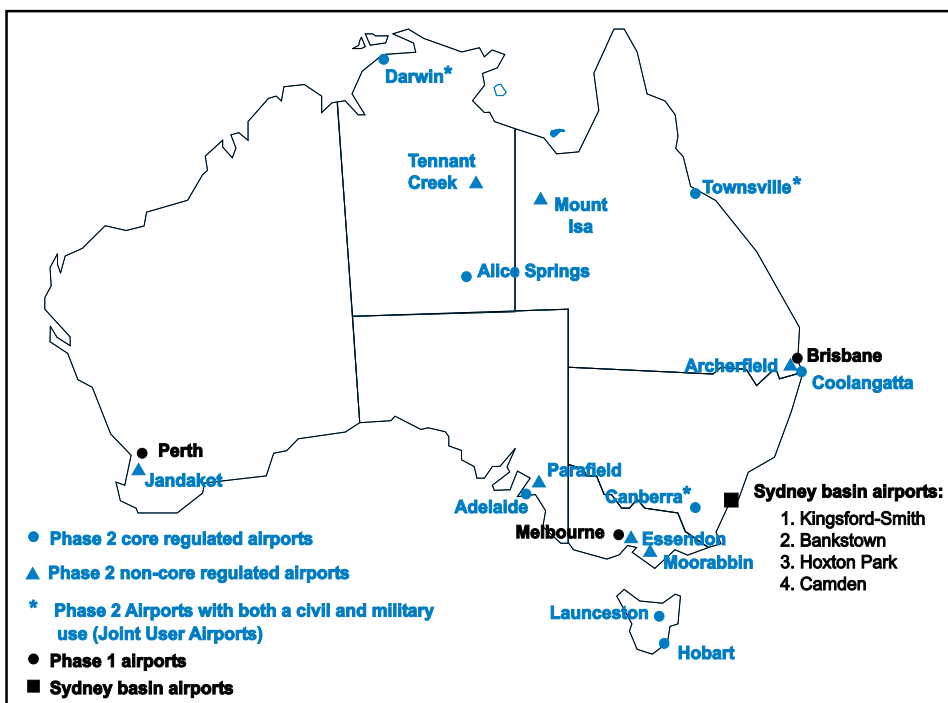 Darwin*
Tennant
Creek
Mount
Isa
Townsville*
Alice Springs
Archerfield
Brisbane
Coolangatta
Perth
Jandakot
Parafield
Adelaide
Canberra*
Melbourne
Essendon
Moorabbin
Launceston
Hobart
Sydney basin airports:
1. Kingsford-Smith
2. Bankstown
3. Hoxton Park
4. Camden
Phase 2 core regulated airports
Phase 2 non-core regulated airports
* Phase 2 Airports with both a civil and military
use (Joint User Airports)
Phase 1 airports
Sydney basin airports